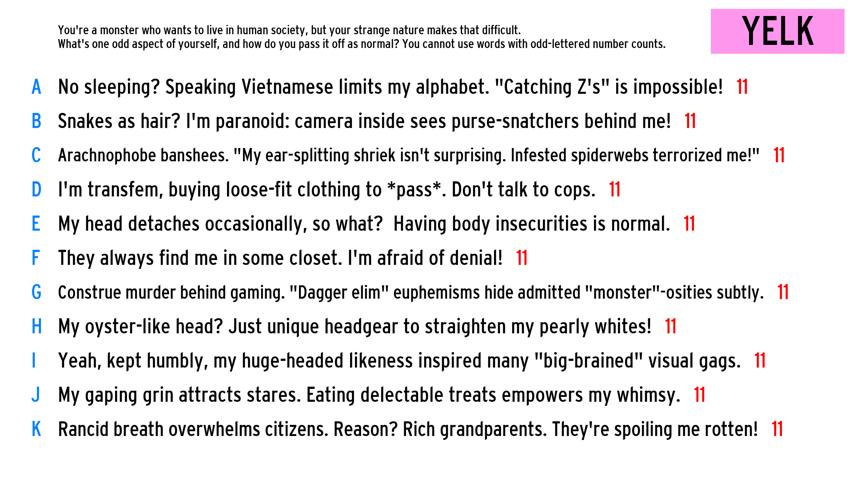 You're a monster who wants to live in human society, but your strange nature makes that difficult.
What's one odd aspect of yourself, and how do you pass it off as normal? You cannot use words with odd-lettered number counts.
YELK
A No sleeping? Speaking Vietnamese limits my alphabet. "Catching Z's" is impossible! 11
B Snakes as hair? I'm paranoid: camera inside sees purse-snatchers behind me! 11
C Arachnophobe banshees. "My ear-splitting shriek isn't surprising. Infested spiderwebs terrorized me!" 11
D I'm transfem, buying loose-fit clothing to *pass*. Don't talk to cops. 11
E My head detaches occasionally, so what?  Having body insecurities is normal. 11
F They always find me in some closet. I'm afraid of denial! 11
G Construe murder behind gaming. "Dagger elim" euphemisms hide admitted "monster"-osities subtly. 11
H My oyster-like head? Just unique headgear to straighten my pearly whites! 11
I Yeah, kept humbly, my huge-headed likeness inspired many "big-brained" visual gags. 11
J My gaping grin attracts stares. Eating delectable treats empowers my whimsy. 11
K Rancid breath overwhelms citizens. Reason? Rich grandparents. They're spoiling me rotten! 11